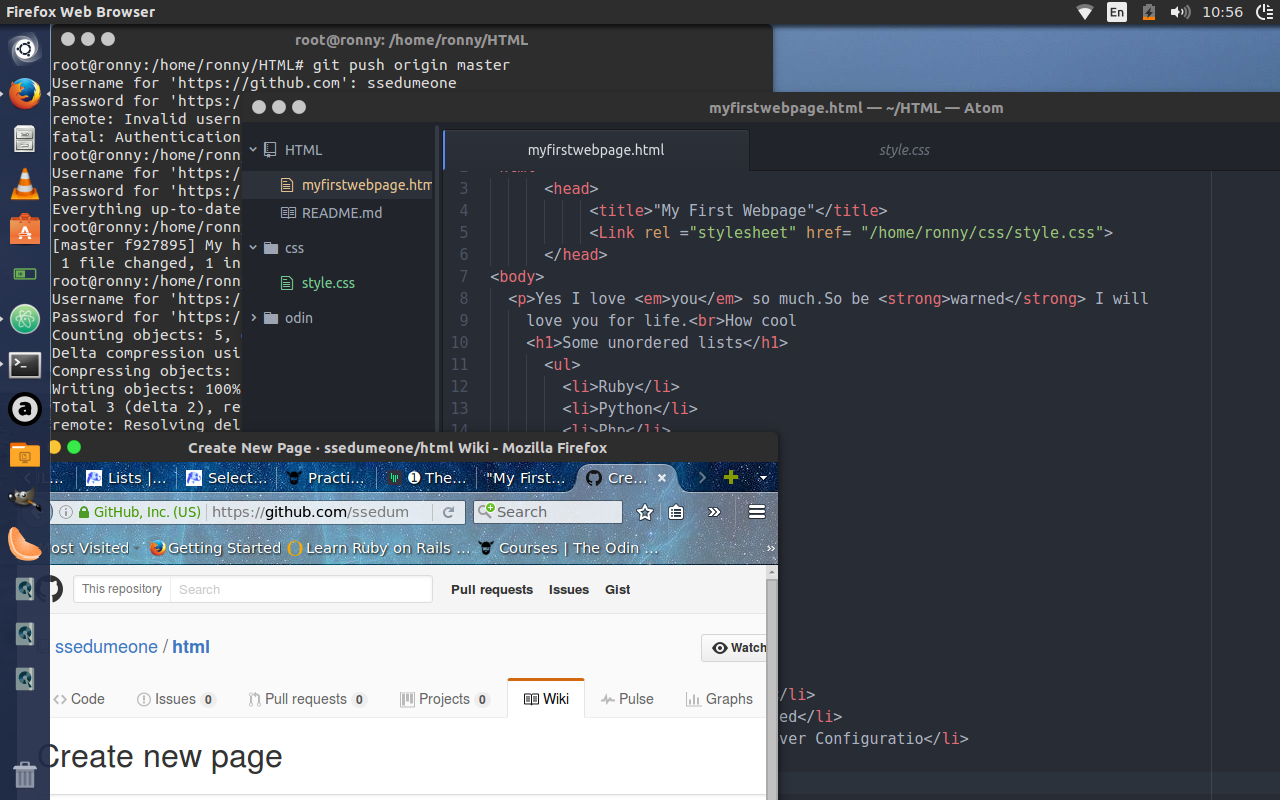 Firefox Web Browser
En
10:56
root@ronny: /home/ronny/HTML
root@ronny:/home/ronny/HTML# git push origin master
Username for 'https://github.com': ssedumeone
Password for 'https:/
remote: Invalid usern
fatal: Authentication
root@ronny:/home/ronn
Username for 'https:/
Password for 'https:/
Everything up-to-date
root@ronny:/home/ronn
[master f927895] My h
1 file changed, 1 in
root@ronny:/home/ronn
Username for 'https:/
Password for 'https:/
Counting objects: 5,
Delta compression usi
Compressing objects:
Writing objects: 100%
Total 3 (delta 2), re
remote: Resolving del
myfirstwebpage.html — ~/HTML — Atom
HTML
myfirstwebpage.htm
README.md
css
style.css
odin
myfirstwebpage.html
style.css
3 <head>
4 <title>"My First Webpage"</title>
5 <Link rel ="stylesheet" href= "/home/ronny/css/style.css">
6 </head>
7 <body>
8 <p>Yes I love <em>you</em> so much.So be <strong>warned</strong> I will
9 love you for life.<br>How cool
10 <h1>Some unordered lists</h1>
11 <ul>
12 <li>Ruby</li>
13 <li>Python</li>
14 <li>Php</li>
</li>
ed</li>
ver Configuratio</li>
Create New Page · ssedumeone/html Wiki - Mozilla Firefox
Lists |...
Select...
Practi...
1 The...
"My First...
Cre...
GitHub, Inc. (US)
https://github.com/ssedum
Search
ost Visited
Getting Started
Learn Ruby on Rails ...
Courses | The Odin ...
This repository
Search
Pull requests
Issues
Gist
ssedumeone / html
Watch
Code
Issues 0
Pull requests 0
Projects 0
Wiki
Pulse
Graphs
Create new page